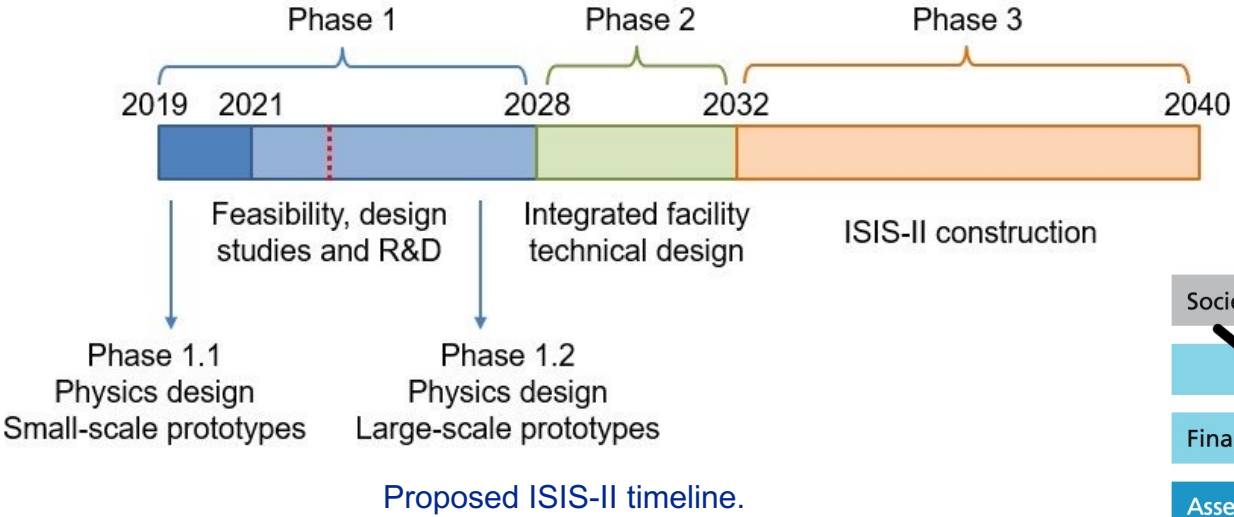 Phase 1 Phase 2 Phase 3
2019 2021 2028 2032 2040
Feasibility, design
studies and R&D
Integrated facility
technical design
ISIS-II construction
Phase 1.1
Physics design
Small-scale prototypes
Phase 1.2
Physics design
Large-scale prototypes
Proposed ISIS-II timeline.